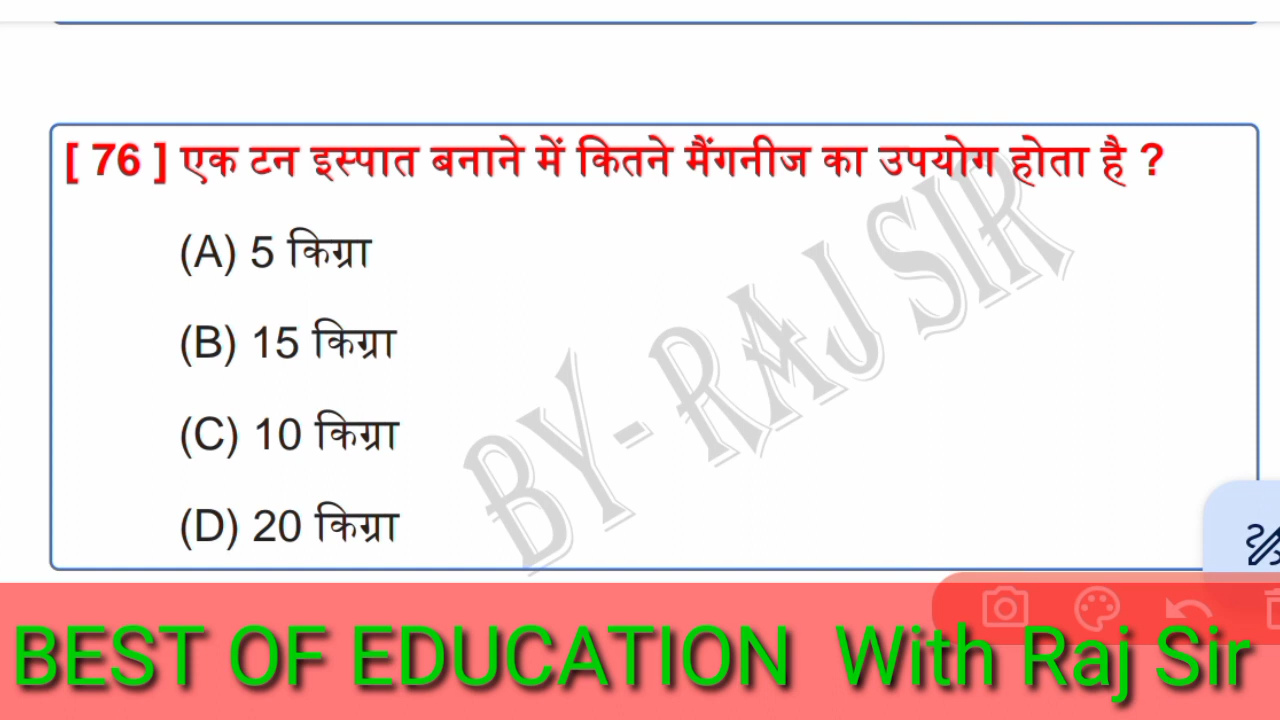 [ 76 ] एक टन इस्पात बनाने में कितने मैंगनीज का उपयोग होता है ?
(A) 5 किग्रा
(B) 15 किग्रा
(C) 10 किग्रा
(D) 20 किग्रा
BY- RAJ SIR
BEST OF EDUCATION With Raj Sir